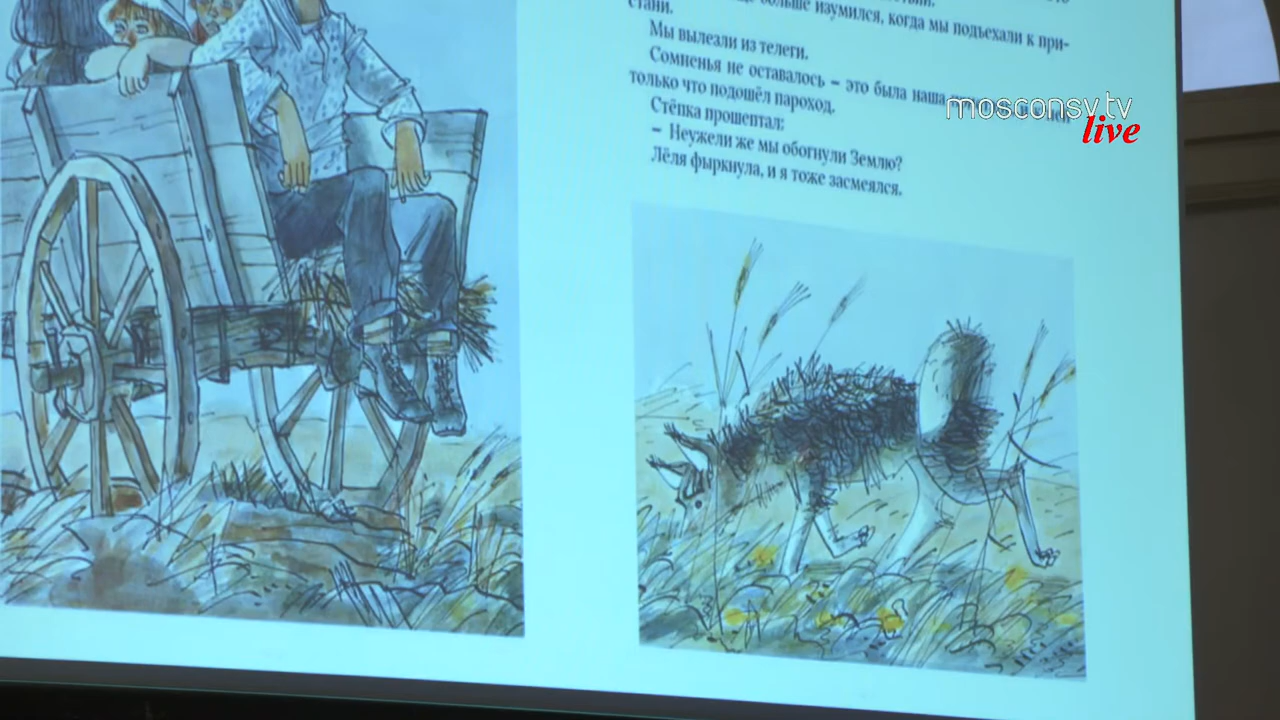 больше изумился, когда мы подъехали к при-
стани.
Мы вылезли из телеги.
Сомненья не оставалось – это была наша
только что подошёл пароход.
Стёпка прошептал:
– Неужели же мы обогнули Землю?
Лёля фыркнула, и я тоже засмеялся.
mosconsv.tv
live